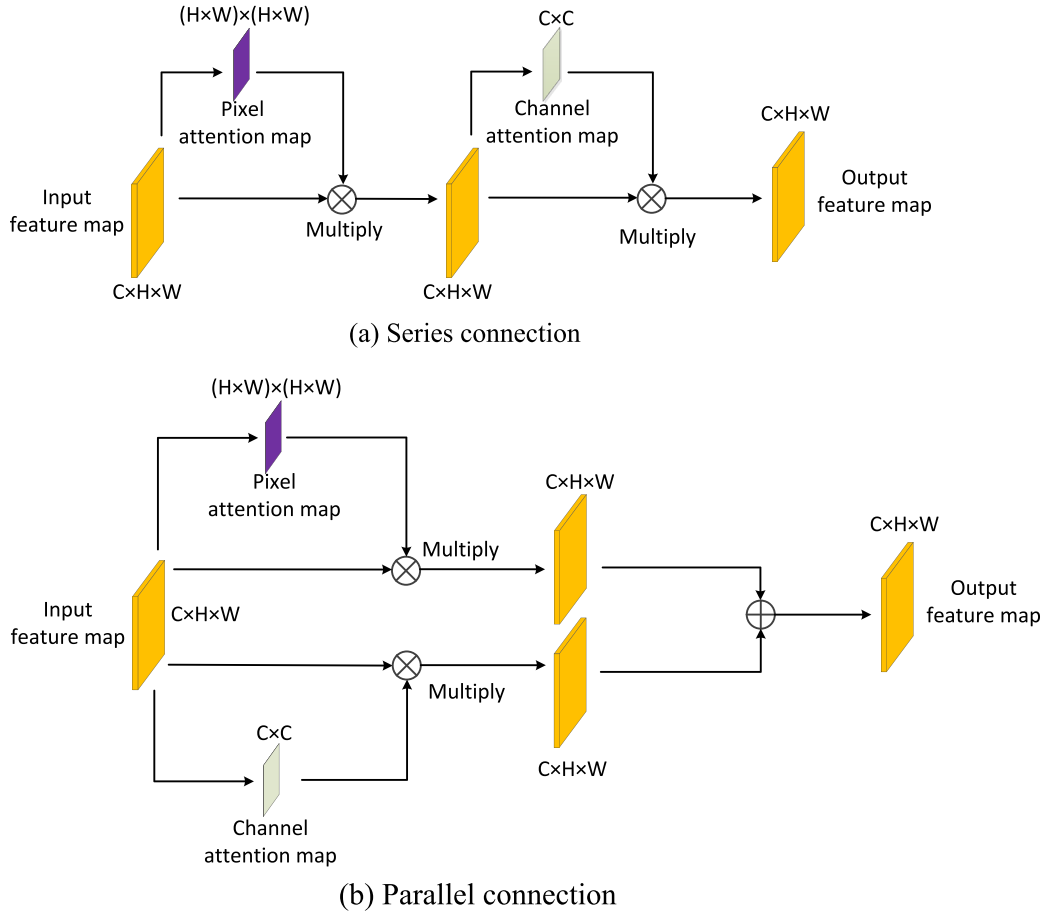 (H×W)×(H×W)
Pixel
attention map
C×C
Channel
attention map
C×H×W
Input
feature map
Multiply
Multiply
Output
feature map
C×H×W
C×H×W
(a) Series connection
(H×W)×(H×W)
Pixel
attention map
C×H×W
C×H×W
Multiply
Input
feature map
C×H×W
Output
feature map
Multiply
C×C
C×H×W
Channel
attention map
(b) Parallel connection